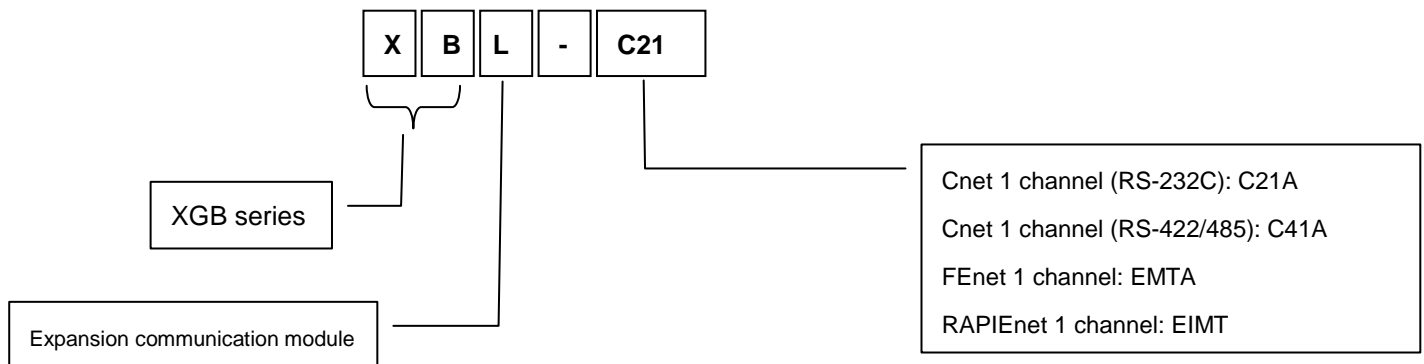 X B L - C21
Cnet 1 channel (RS-232C): C21A
Cnet 1 channel (RS-422/485): C41A
FEnet 1 channel: EMTA
RAPIEnet 1 channel: EIMT
XGB series
Expansion communication module